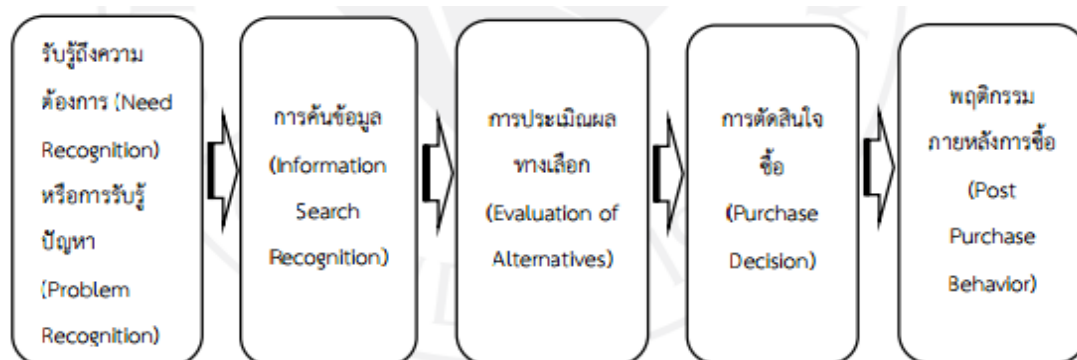 รับรู้ถึงความ
ต้องการ (Need
Recognition)
หรือการรับรู้
ปัญหา
(Problem
Recognition)
การค้นข้อมูล
(Information
Search
Recognition)
การประเมิณผล
ทางเลือก
(Evaluation of
Alternatives)
การตัดสินใจ
ซื้อ
(Purchase
Decision)
พฤติกรรม
ภายหลังการซื้อ
(Post
Purchase
Behavior)